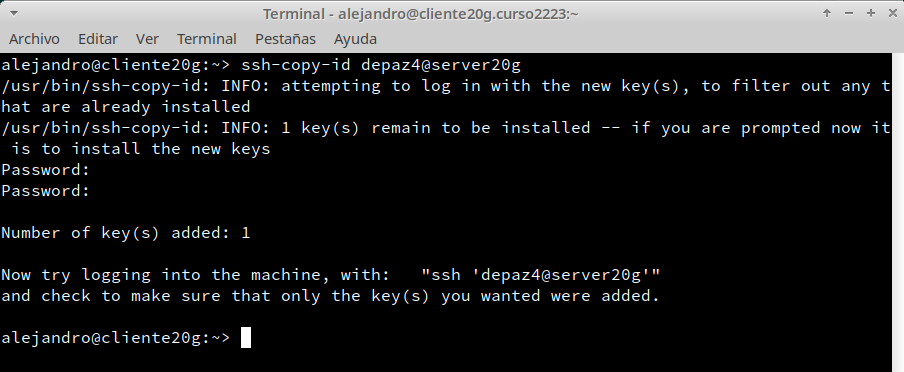 Terminal - alejandro@cliente20g.curso2223:~
Archivo Editar Ver Terminal Pestañas Ayuda
alejandro@cliente20g:~> ssh-copy-id depaz4@server20g
/usr/bin/ssh-copy-id: INFO: attempting to log in with the new key(s), to filter out any t
hat are already installed
/usr/bin/ssh-copy-id: INFO: 1 key(s) remain to be installed -- if you are prompted now it
 is to install the new keys
Password:
Password:
Number of key(s) added: 1
Now try logging into the machine, with:   "ssh 'depaz4@server20g'"
and check to make sure that only the key(s) you wanted were added.
alejandro@cliente20g:~>